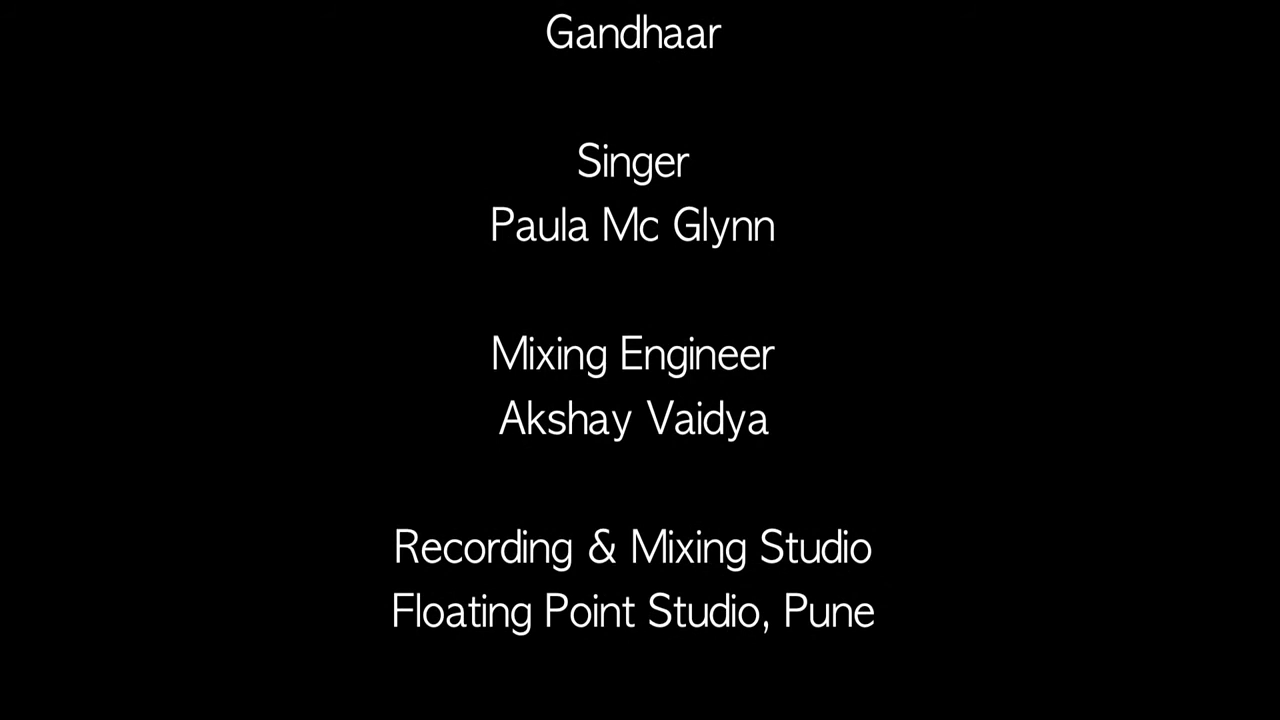 Gandhaar
Singer
Paula Mc Glynn
Mixing Engineer
Akshay Vaidya
Recording & Mixing Studio
Floating Point Studio, Pune